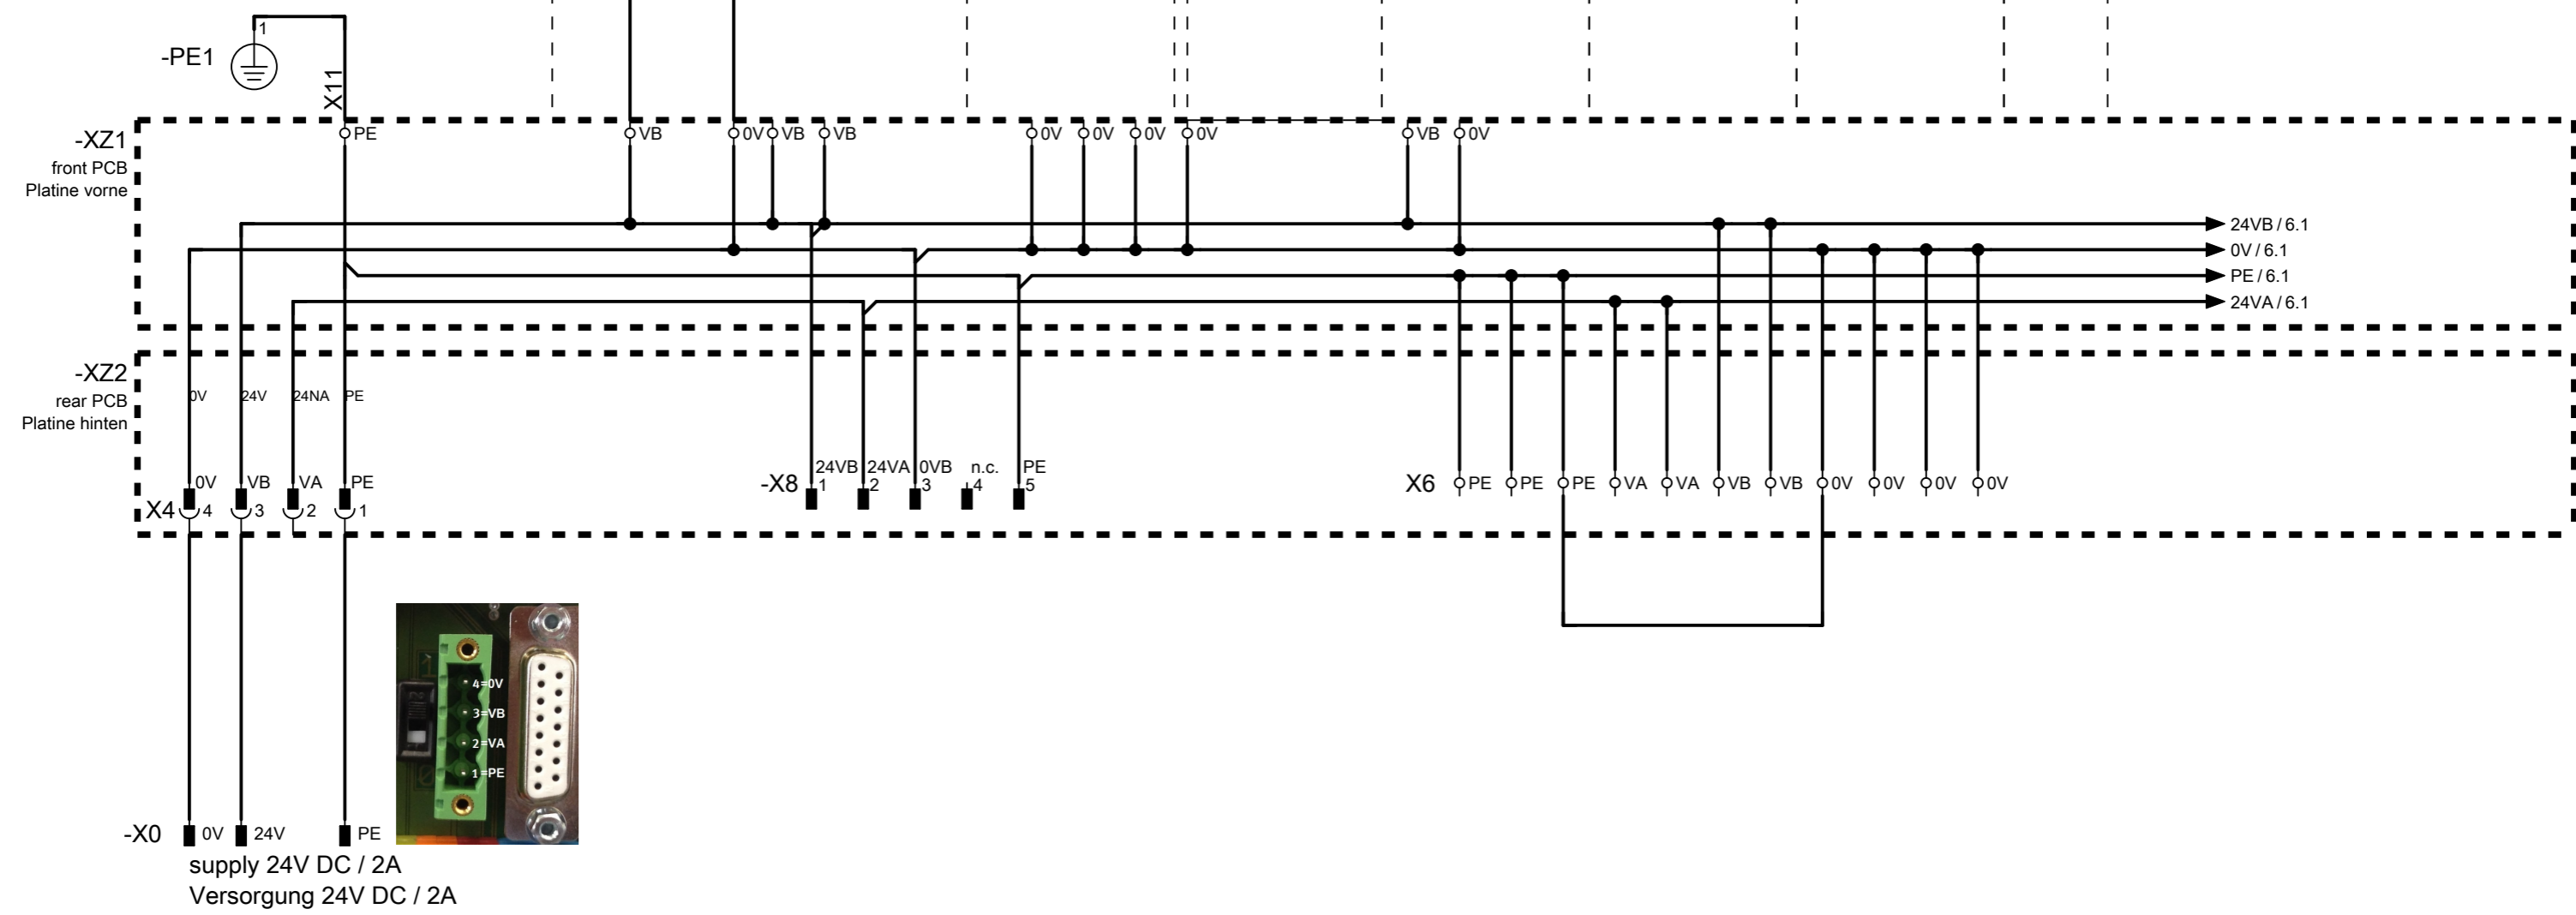 1
-PE1
X11
-XZ1
front PCB
Platine vorne
PE
VB
0V
VB
VB
0V
0V
0V
0V
VB
0V
24VB / 6.1
0V / 6.1
PE / 6.1
24VA / 6.1
-XZ2
rear PCB
Platine hinten
0V
24V
24NA
PE
X4
0V
4
VB
3
VA
2
PE
1
-X8
24VB
1
24VA
2
0VB
3
n.c.
4
PE
5
X6
PE
PE
PE
VA
VA
VB
VB
0V
0V
0V
0V
4=0V
3=VB
2=VA
1=PE
-X0
0V
24V
PE
supply 24V DC / 2A
Versorgung 24V DC / 2A